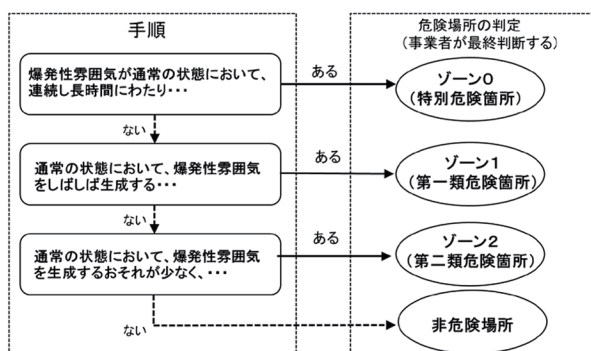 手順
危険場所の判定
(事業者が最終判断する)
爆発性雰囲気が通常の状態において、
連続し長時間にわたり・・・
ある
ゾーン0
(特別危険箇所)
ない
通常の状態において、爆発性雰囲気
をしばしば生成する・・・
ある
ゾーン1
(第一類危険箇所)
ない
通常の状態において、爆発性雰囲気
を生成するおそれが少なく、・・・
ある
ゾーン2
(第二類危険箇所)
ない
非危険場所